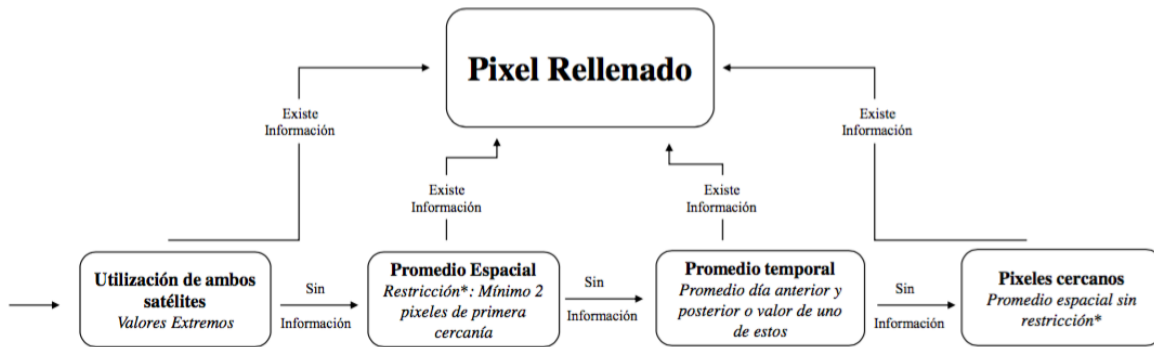 Pixel Rellenado
Existe
Información
Existe
Información
Existe
Información
Existe
Información
Utilización de ambos
satélites
Valores Extremos
Sin
Información
Promedio Espacial
Restricción*: Mínimo 2
pixeles de primera
cercanía
Sin
Información
Promedio temporal
Promedio día anterior y
posterior o valor de uno
de estos
Sin
Información
Pixeles cercanos
Promedio espacial sin
restricción*